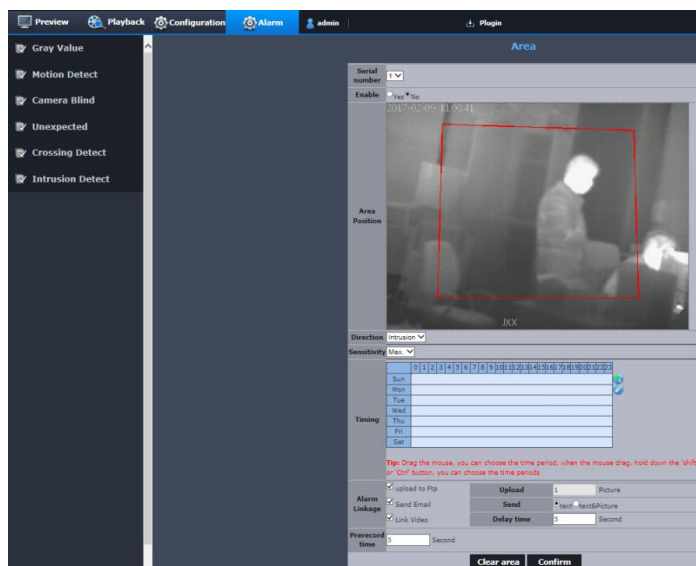 Preview Playback Configuration Alarm admin Plugin
Gray Value
Motion Detect
Camera Blind
Unexpected
Crossing Detect
Intrusion Detect
Area
Serial number 1
Enable Yes No
2017-02-09 11:06:41
Area Position
JXX
Direction Intrusion
Sensitivity Max.
Timing
0 1 2 3 4 5 6 7 8 9 10 11 12 13 14 15 16 17 18 19 20 21 22 23
Sun
Mon
Tue
Wed
Thu
Fri
Sat
Tip: Drag the mouse, you can choose the time period, when the mouse drag, hold down the 'shift'
or 'Ctrl' button, you can choose the time periods
Alarm Linkage
upload to Ftp Upload 1 Picture
Send Email Send text text&Picture
Link Video Delay time 5 Second
Prerecord time 5 Second
Clear area Confirm